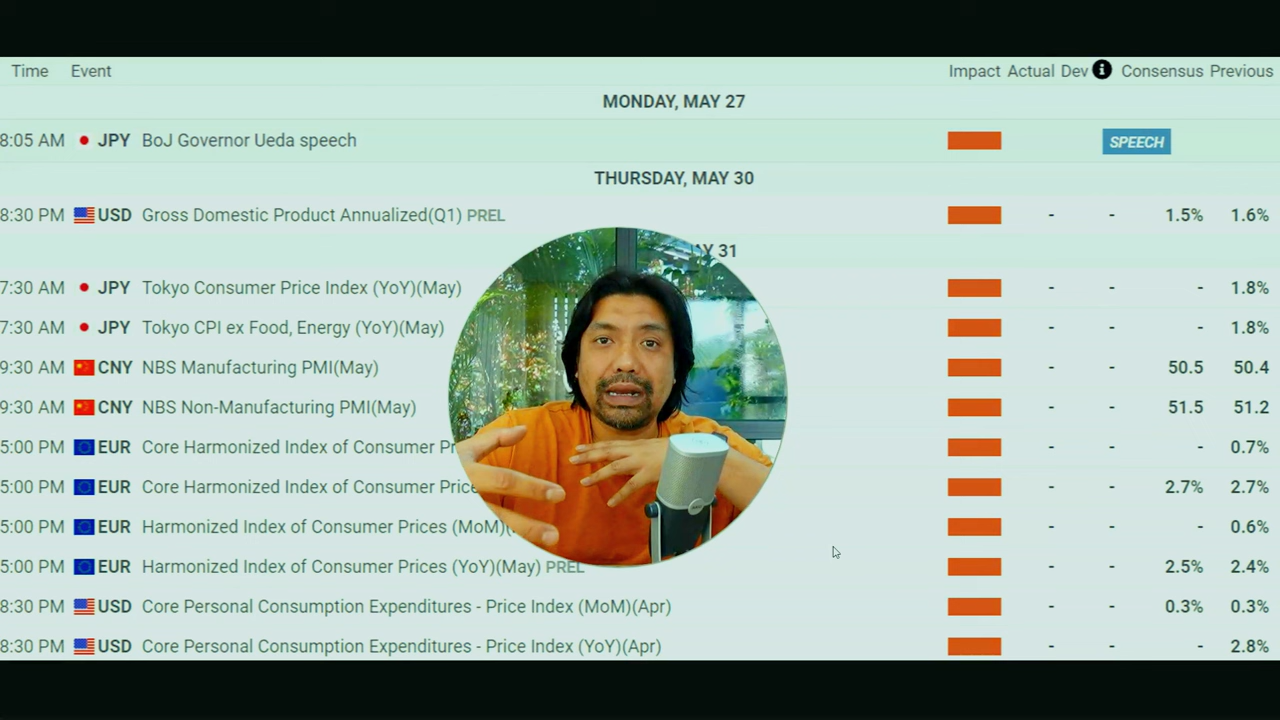 Time Event Impact Actual Dev i Consensus Previous
MONDAY, MAY 27
8:05 AM JPY BoJ Governor Ueda speech SPEECH
THURSDAY, MAY 30
8:30 PM USD Gross Domestic Product Annualized(Q1) PREL - - 1.5% 1.6%
31
7:30 AM JPY Tokyo Consumer Price Index (YoY)(May) - - - 1.8%
7:30 AM JPY Tokyo CPI ex Food, Energy (YoY)(May) - - - 1.8%
9:30 AM CNY NBS Manufacturing PMI(May) - - 50.5 50.4
9:30 AM CNY NBS Non-Manufacturing PMI(May) - - 51.5 51.2
5:00 PM EUR Core Harmonized Index of Consumer - - - 0.7%
5:00 PM EUR Core Harmonized Index of Consumer Price - - 2.7% 2.7%
5:00 PM EUR Harmonized Index of Consumer Prices (MoM) - - - 0.6%
5:00 PM EUR Harmonized Index of Consumer Prices (YoY)(May) PREL - - 2.5% 2.4%
8:30 PM USD Core Personal Consumption Expenditures - Price Index (MoM)(Apr) - - 0.3% 0.3%
8:30 PM USD Core Personal Consumption Expenditures - Price Index (YoY)(Apr) - - - 2.8%